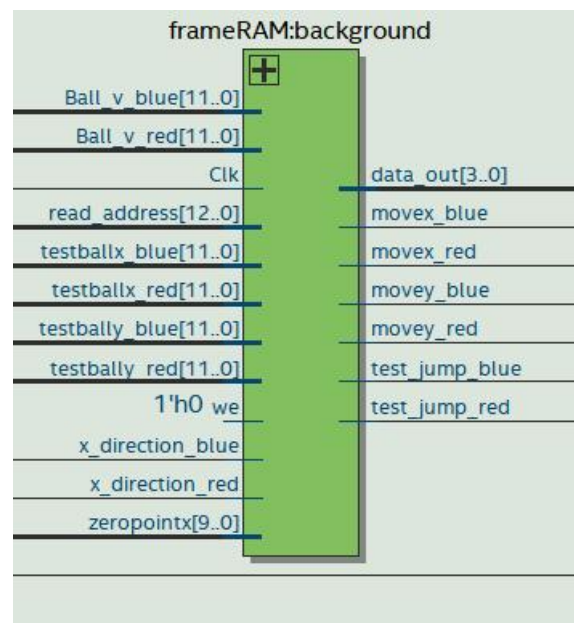 frameRAM:background
Ball_v_blue[11..0]
Ball_v_red[11..0]
Clk
data_out[3..0]
read_address[12..0]
movex_blue
testballx_blue[11..0]
movex_red
testballx_red[11..0]
movey_blue
testbally_blue[11..0]
movey_red
testbally_red[11..0]
test_jump_blue
1'h0 we
test_jump_red
x_direction_blue
x_direction_red
zeropointx[9..0]